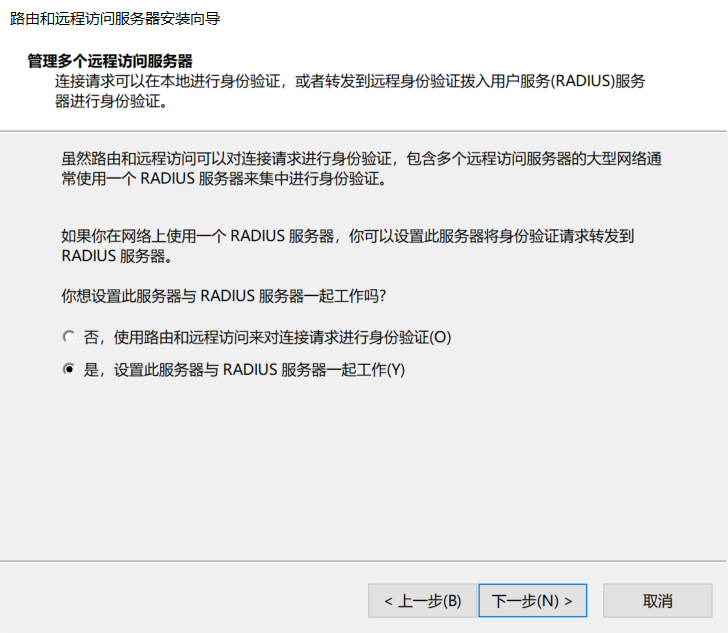 路由和远程访问服务器安装向导
管理多个远程访问服务器
连接请求可以在本地进行身份验证，或者转发到远程身份验证拨入用户服务(RADIUS)服务
器进行身份验证。
虽然路由和远程访问可以对连接请求进行身份验证，包含多个远程访问服务器的大型网络通
常使用一个 RADIUS 服务器来集中进行身份验证。
如果你在网络上使用一个 RADIUS 服务器，你可以设置此服务器将身份验证请求转发到
RADIUS 服务器。
你想设置此服务器与 RADIUS 服务器一起工作吗?
否，使用路由和远程访问来对连接请求进行身份验证(O)
是，设置此服务器与 RADIUS 服务器一起工作(Y)
< 上一步(B) 下一步(N) > 取消